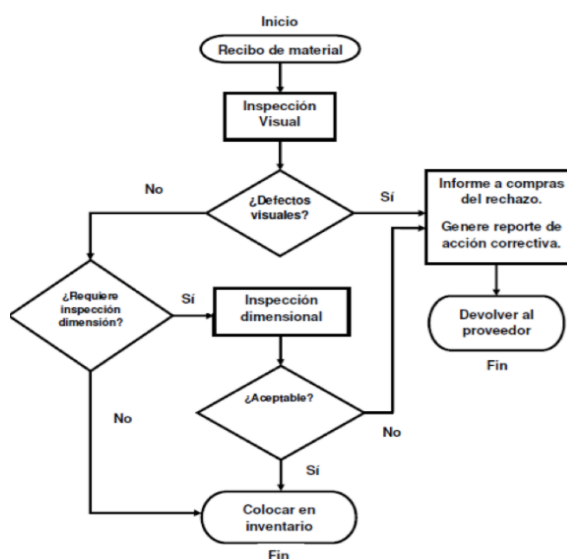 Inicio
Recibo de material
Inspección
Visual
¿Defectos
visuales?
No
Sí
Informe a compras
del rechazo.
Genere reporte de
acción correctiva.
¿Requiere
inspección
dimensión?
Sí
Inspección
dimensional
Devolver al
proveedor
Fin
¿Aceptable?
No
No
Sí
Colocar en
inventario
Fin